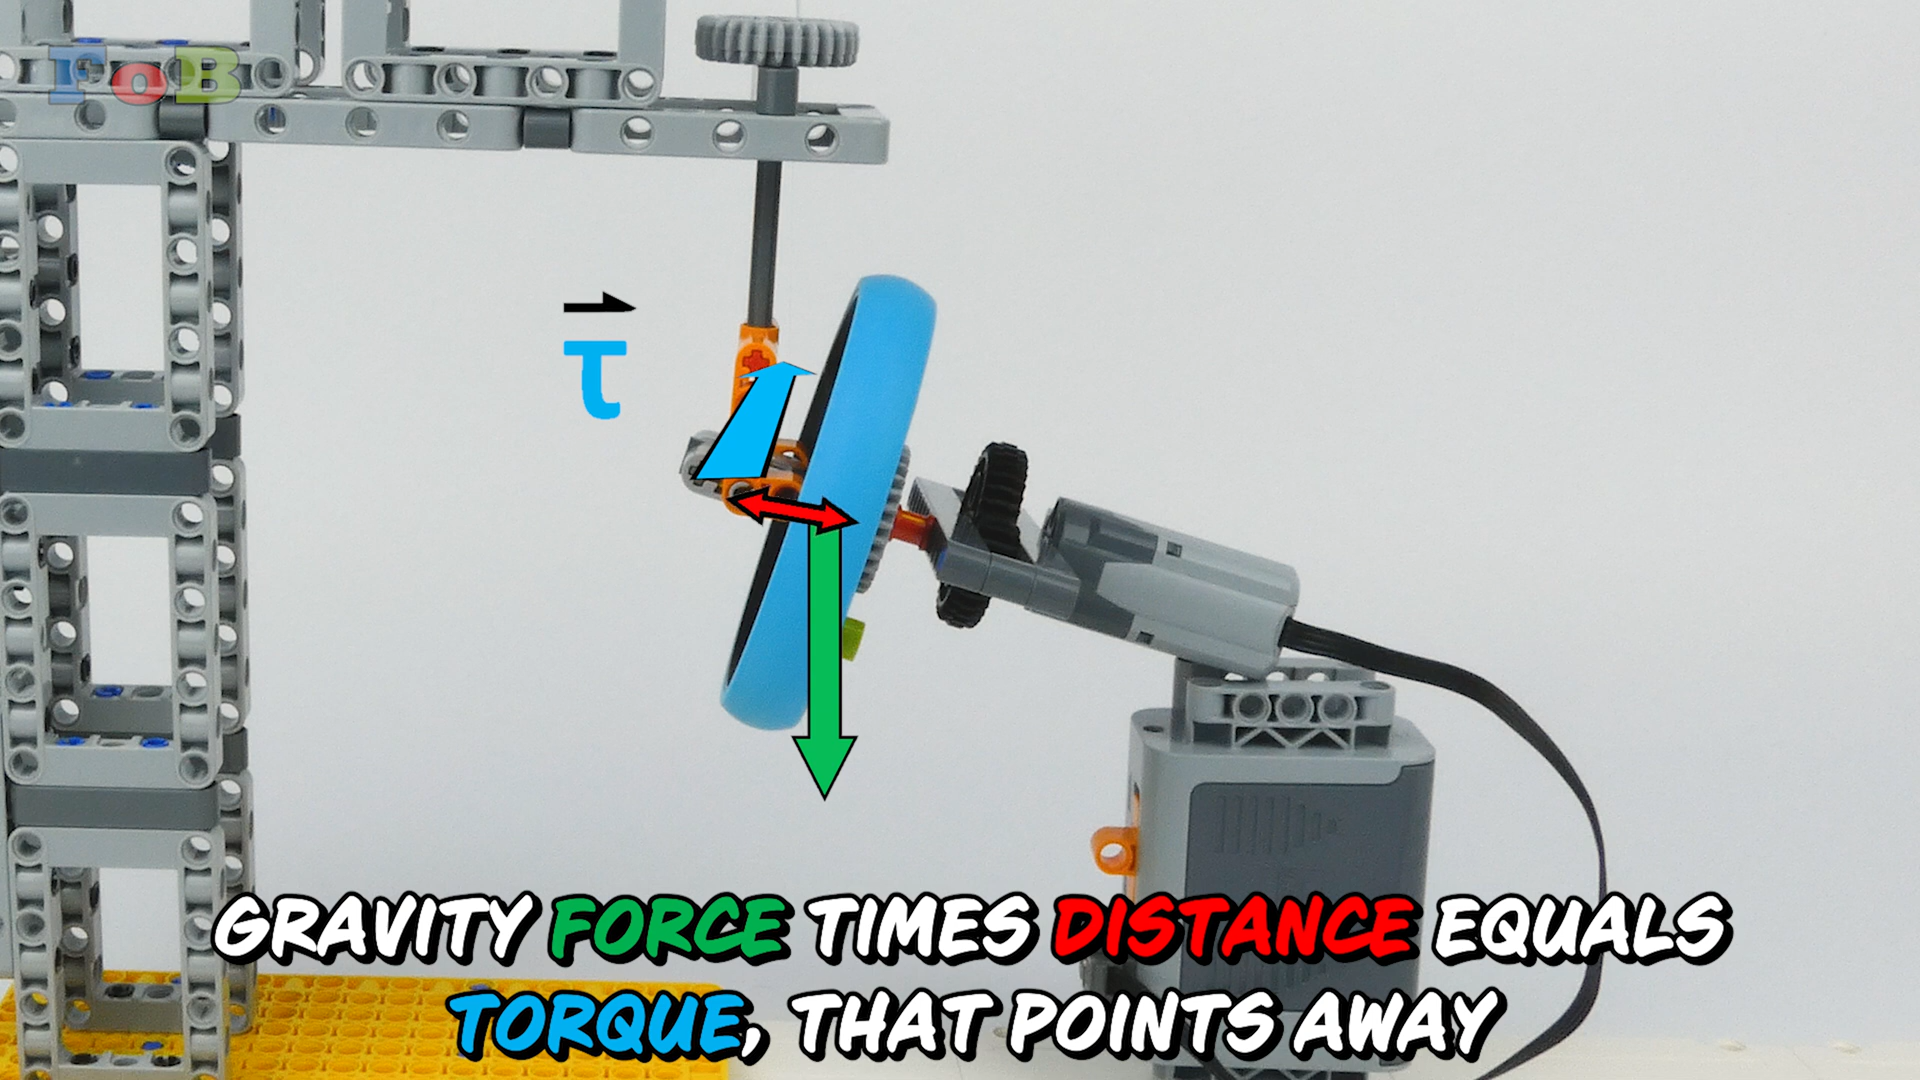 FoB
τ
GRAVITY FORCE TIMES DISTANCE EQUALS
TORQUE, THAT POINTS AWAY